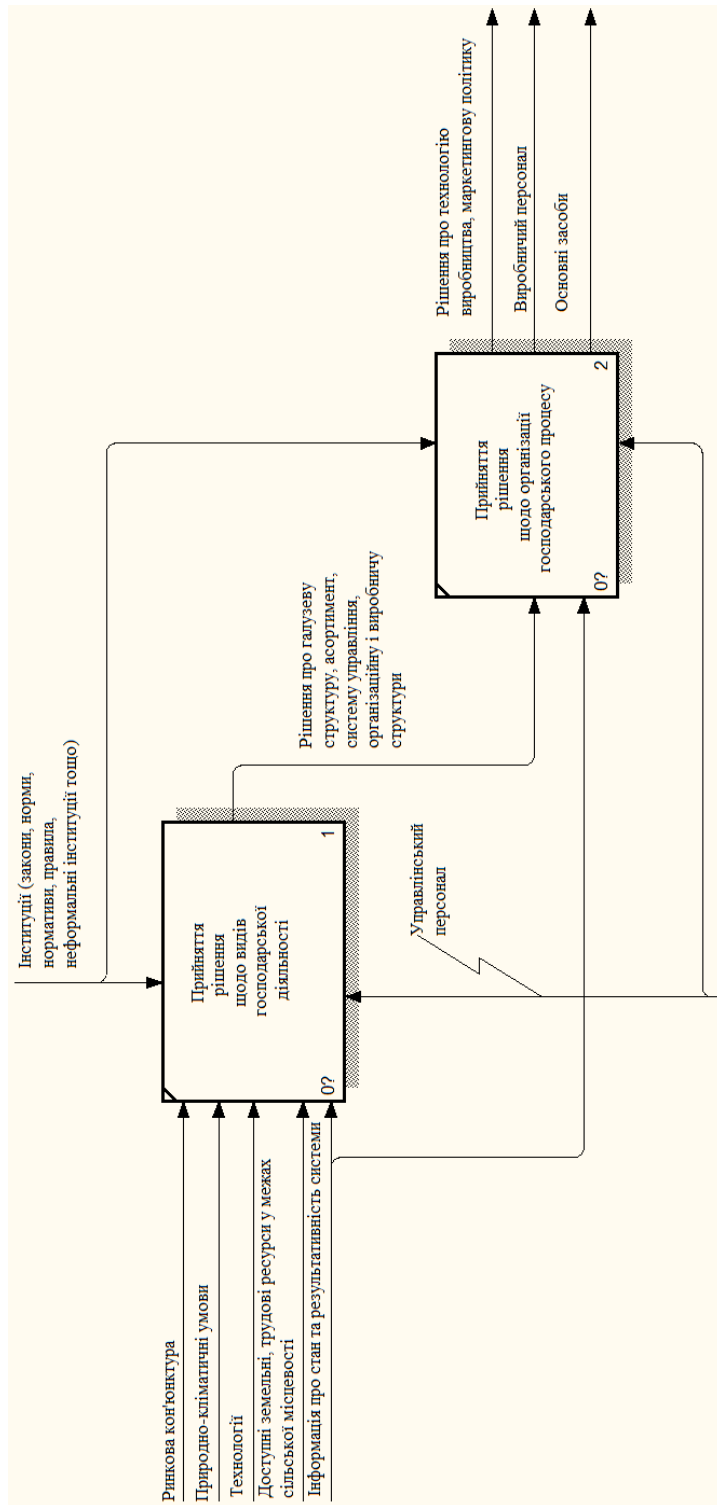 Інституції (закони, норми,
нормативи, правила,
неформальні інституції тощо)
Ринкова кон'юнктура
Природно-кліматичні умови
Технології
Доступні земельні, трудові ресурси у межах
сільської місцевості
Інформація про стан та результативність системи
Прийняття
рішення
щодо видів
господарської
діяльності
0?
1
Рішення про галузеву
структуру, асортимент,
систему управління,
організаційну і виробничу
структури
Управлінський
персонал
Прийняття
рішення
щодо організації
господарського процесу
0?
2
Рішення про технологію
виробництва, маркетингову політику
Виробничий персонал
Основні засоби